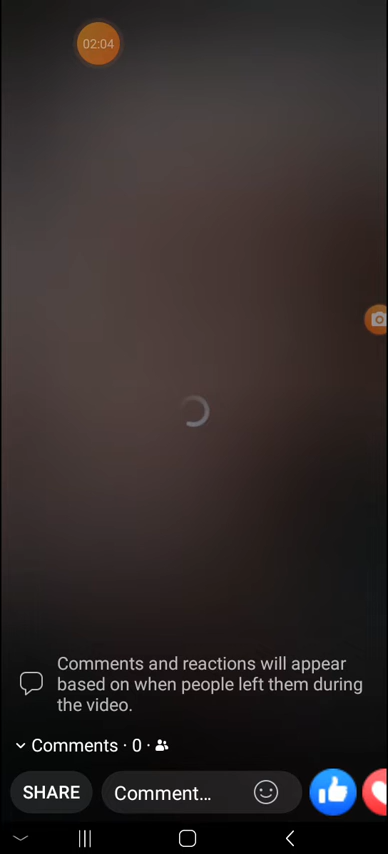 02:04
Comments and reactions will appear
based on when people left them during
the video.
Comments · 0 ·
SHARE
Comment...